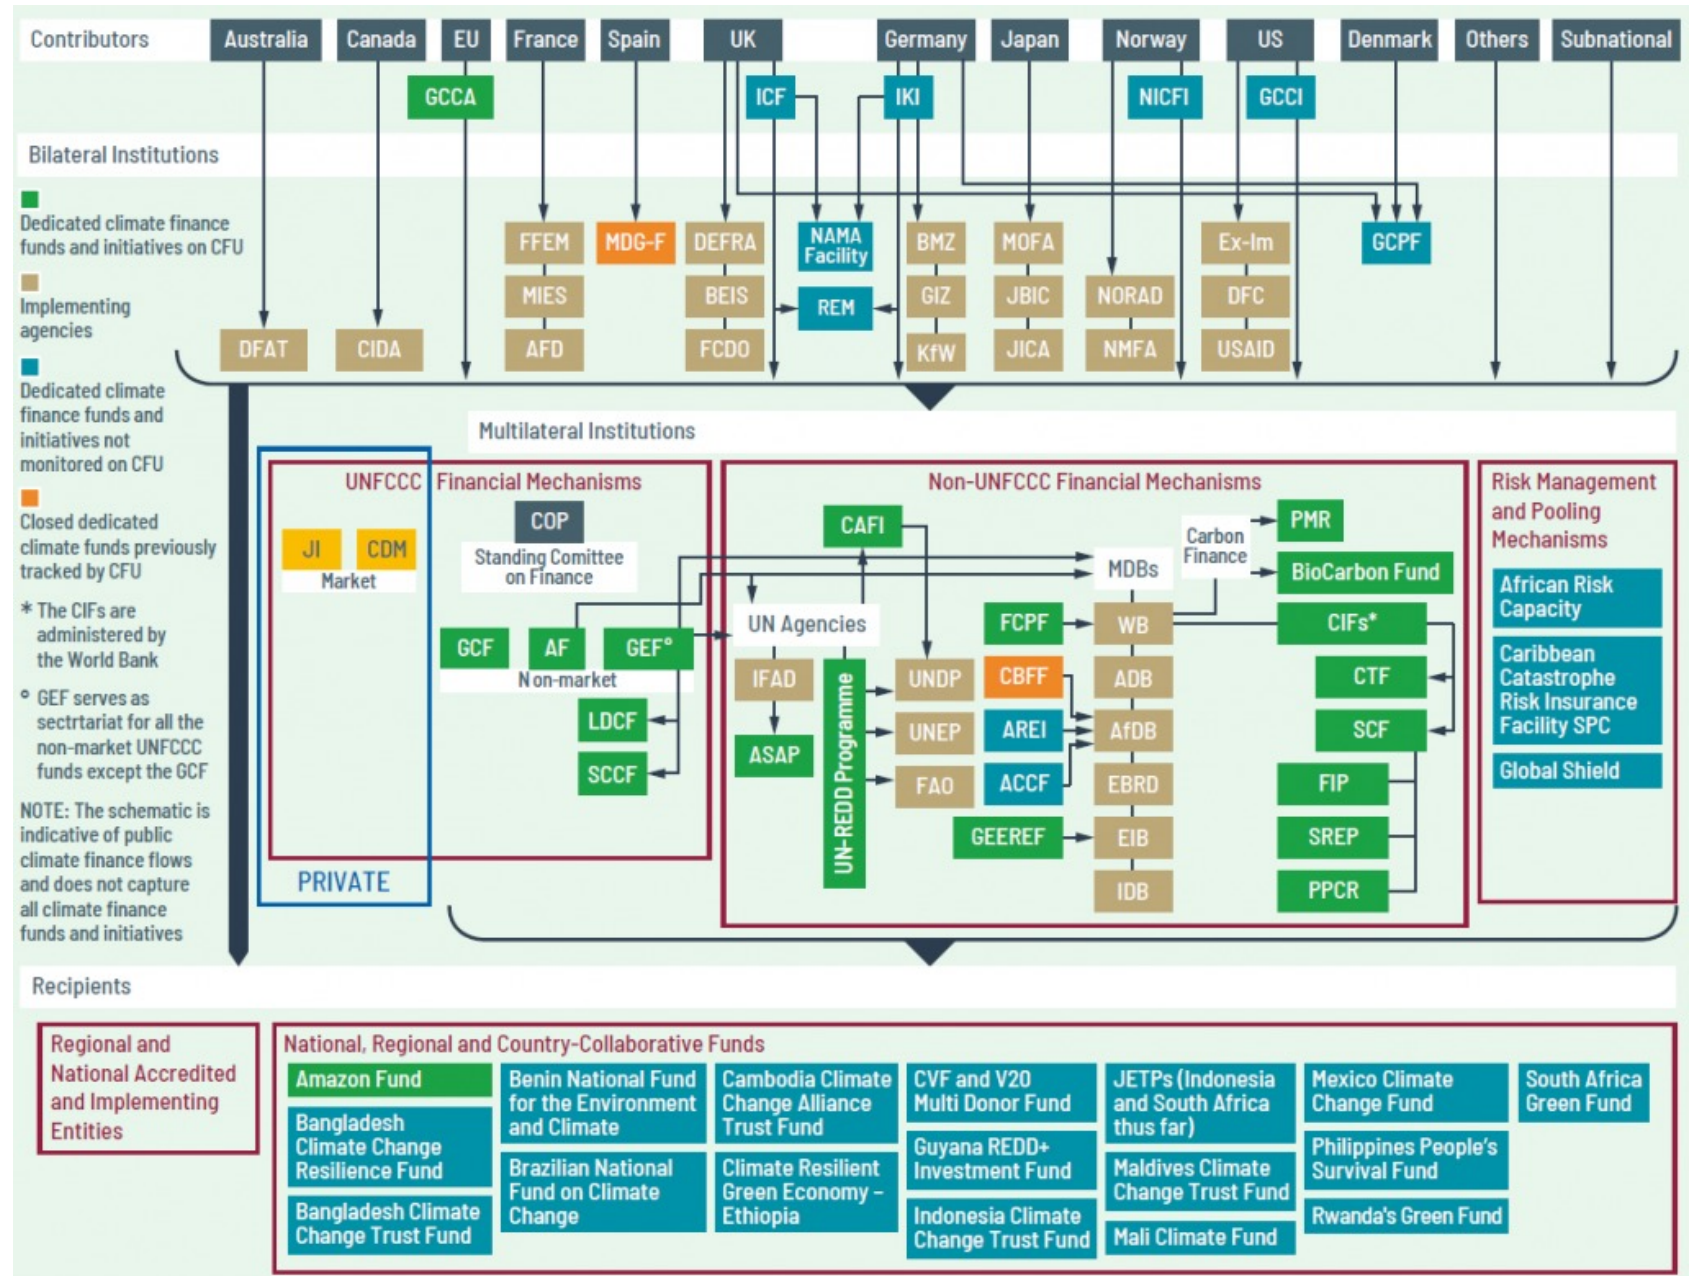 Contributors
Australia
Canada
EU
France
Spain
UK
Germany
Japan
Norway
US
Denmark
Others
Subnational
GCCA
ICF
IKI
NICFI
GCCI
Bilateral Institutions
Dedicated climate finance
funds and initiatives on CFU
Implementing
agencies
Dedicated climate
finance funds and
initiatives not
monitored on CFU
Closed dedicated
climate funds previously
tracked by CFU
* The CIFs are
administered by
the World Bank
° GEF serves as
sectrtariat for all the
non-market UNFCCC
funds except the GCF
NOTE: The schematic is
indicative of public
climate finance flows
and does not capture
all climate finance
funds and initiatives
FFEM
MDG-F
DEFRA
NAMA
Facility
BMZ
MOFA
Ex-Im
GCPF
MIES
BEIS
REM
GIZ
JBIC
NORAD
DFC
DFAT
CIDA
AFD
FCDO
KfW
JICA
NMFA
USAID
Multilateral Institutions
UNFCCC Financial Mechanisms
JI
CDM
Market
COP
Standing Comittee
on Finance
GCF
AF
GEF°
Non-market
LDCF
SCCF
PRIVATE
Non-UNFCCC Financial Mechanisms
CAFI
UN Agencies
IFAD
ASAP
UN-REDD Programme
UNDP
UNEP
FAO
FCPF
CBFF
AREI
ACCF
GEEREF
MDBs
WB
ADB
AfDB
EBRD
EIB
IDB
Carbon
Finance
PMR
BioCarbon Fund
CIFs*
CTF
SCF
FIP
SREP
PPCR
Risk Management
and Pooling
Mechanisms
African Risk
Capacity
Caribbean
Catastrophe
Risk Insurance
Facility SPC
Global Shield
Recipients
Regional and
National Accredited
and Implementing
Entities
National, Regional and Country-Collaborative Funds
Amazon Fund
Bangladesh
Climate Change
Resilience Fund
Bangladesh Climate
Change Trust Fund
Benin National Fund
for the Environment
and Climate
Brazilian National
Fund on Climate
Change
Cambodia Climate
Change Alliance
Trust Fund
Climate Resilient
Green Economy –
Ethiopia
CVF and V20
Multi Donor Fund
Guyana REDD+
Investment Fund
Indonesia Climate
Change Trust Fund
JETPs (Indonesia
and South Africa
thus far)
Maldives Climate
Change Trust Fund
Mali Climate Fund
Mexico Climate
Change Fund
Philippines People's
Survival Fund
Rwanda's Green Fund
South Africa
Green Fund